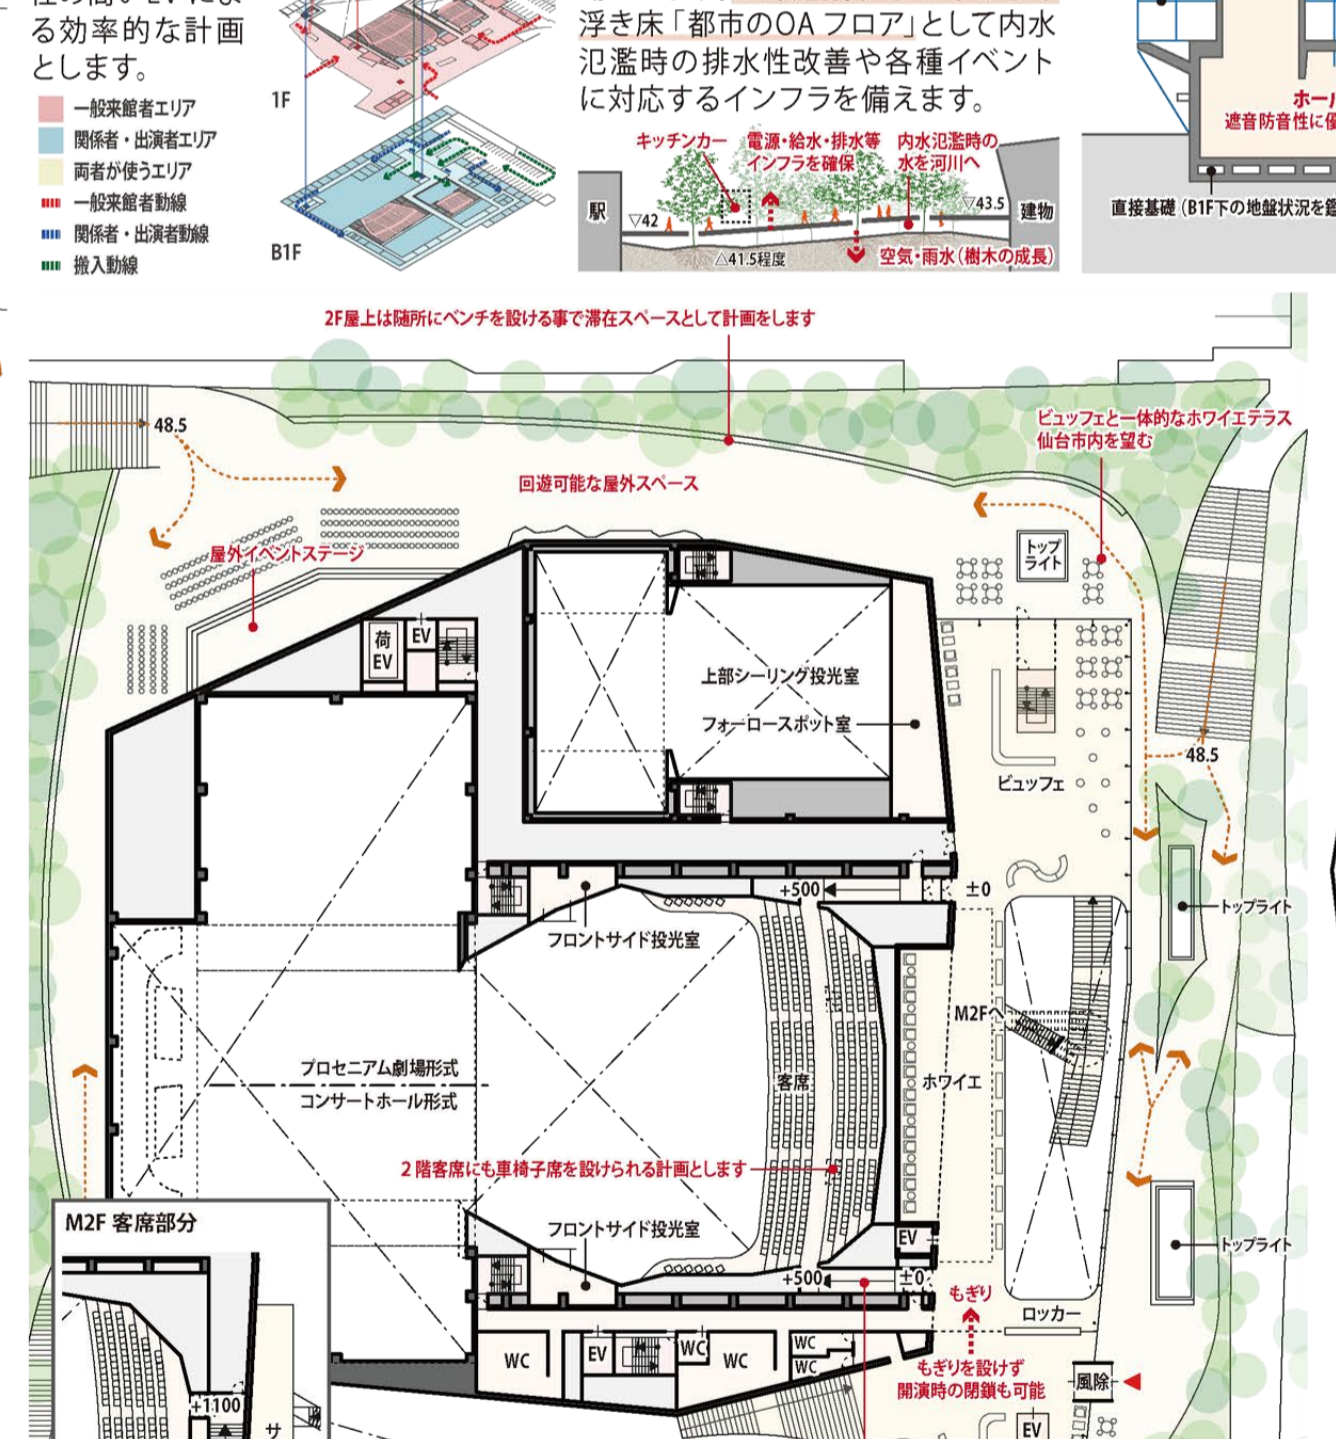 る効率的な計画
とします。
一般来館者エリア
関係者・出演者エリア
両者が使うエリア
一般来館者動線
関係者・出演者動線
搬入動線
1F
B1F
浮き床「都市のOA フロア」として内水
氾濫時の排水性改善や各種イベント
に対応するインフラを備えます。
キッチンカー
電源・給水・排水等
インフラを確保
内水氾濫時の
水を河川へ
駅
▽42
▽43.5
建物
△41.5程度
空気・雨水（樹木の成長）
ホール
遮音防音性に優
直接基礎（B1F下の地盤状況を鑑
2F屋上は随所にベンチを設ける事で滞在スペースとして計画をします
48.5
ビュッフェと一体的なホワイエテラス
仙台市内を望む
回遊可能な屋外スペース
屋外イベントステージ
トップ
ライト
荷
EV
EV
上部シーリング投光室
フォーロースポット室
ビュッフェ
48.5
+500
±0
トップライト
フロントサイド投光室
M2Fへ
プロセニアム劇場形式
コンサートホール形式
客席
ホワイエ
2階客席にも車椅子席を設けられる計画とします
M2F 客席部分
フロントサイド投光室
EV
トップライト
+500
±0
もぎり
ロッカー
WC
EV
WC
WC
WC
WC
もぎりを設けず
開演時の閉鎖も可能
風除
+1100
サ
EV